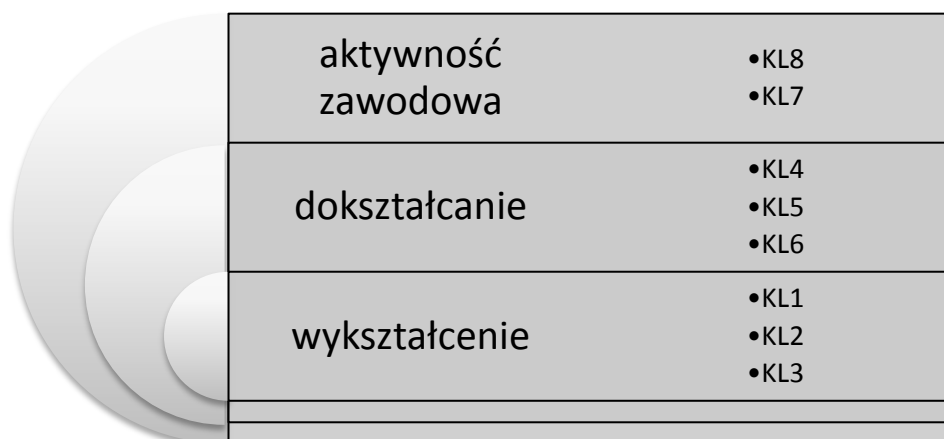 aktywność
zawodowa
•KL8
•KL7
dokształcanie
•KL4
•KL5
•KL6
wykształcenie
•KL1
•KL2
•KL3